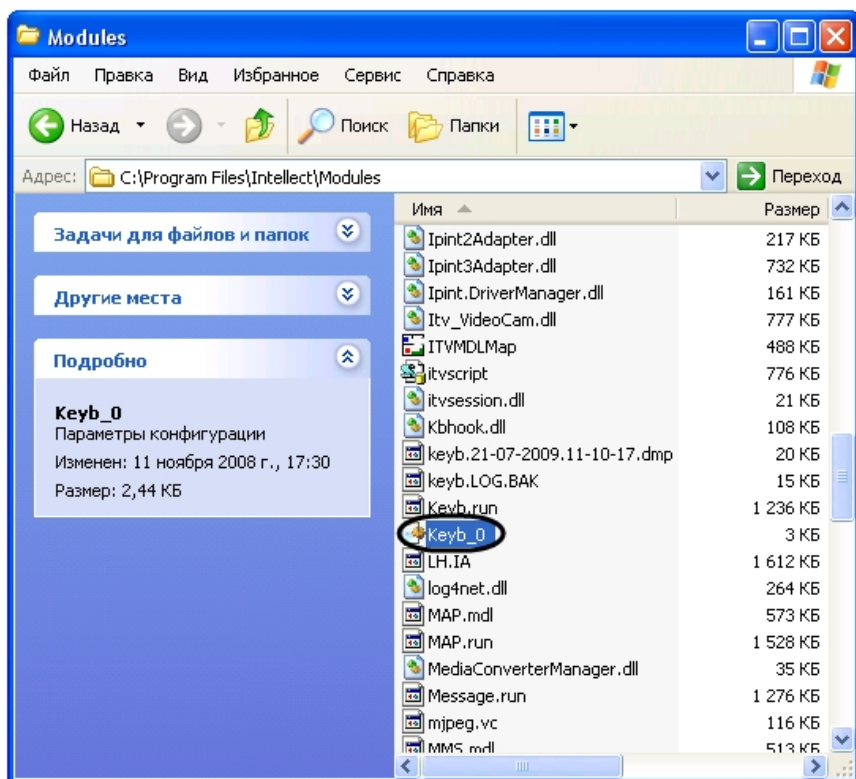 Modules
Файл Правка Вид Избранное Сервис Справка
Назад Поиск Папки
Адрес: C:\Program Files\Intellect\Modules Переход
Задачи для файлов и папок
Другие места
Подробно
Keyb_0
Параметры конфигурации
Изменен: 11 ноября 2008 г., 17:30
Размер: 2,44 КБ
Имя Размер
Ipint2Adapter.dll 217 КБ
Ipint3Adapter.dll 732 КБ
Ipint.DriverManager.dll 161 КБ
Itv_VideoCam.dll 777 КБ
ITVMDLMap 488 КБ
itvscript 776 КБ
itvsession.dll 21 КБ
Kbhook.dll 108 КБ
keyb.21-07-2009.11-10-17.dmp 20 КБ
keyb.LOG.BAK 15 КБ
Keyb.run 1 236 КБ
Keyb_0 3 КБ
LH.IA 1 612 КБ
log4net.dll 264 КБ
MAP.mdl 573 КБ
MAP.run 1 528 КБ
MediaConverterManager.dll 35 КБ
Message.run 1 276 КБ
mjpeg.vc 116 КБ
MMS.mdl 513 КБ